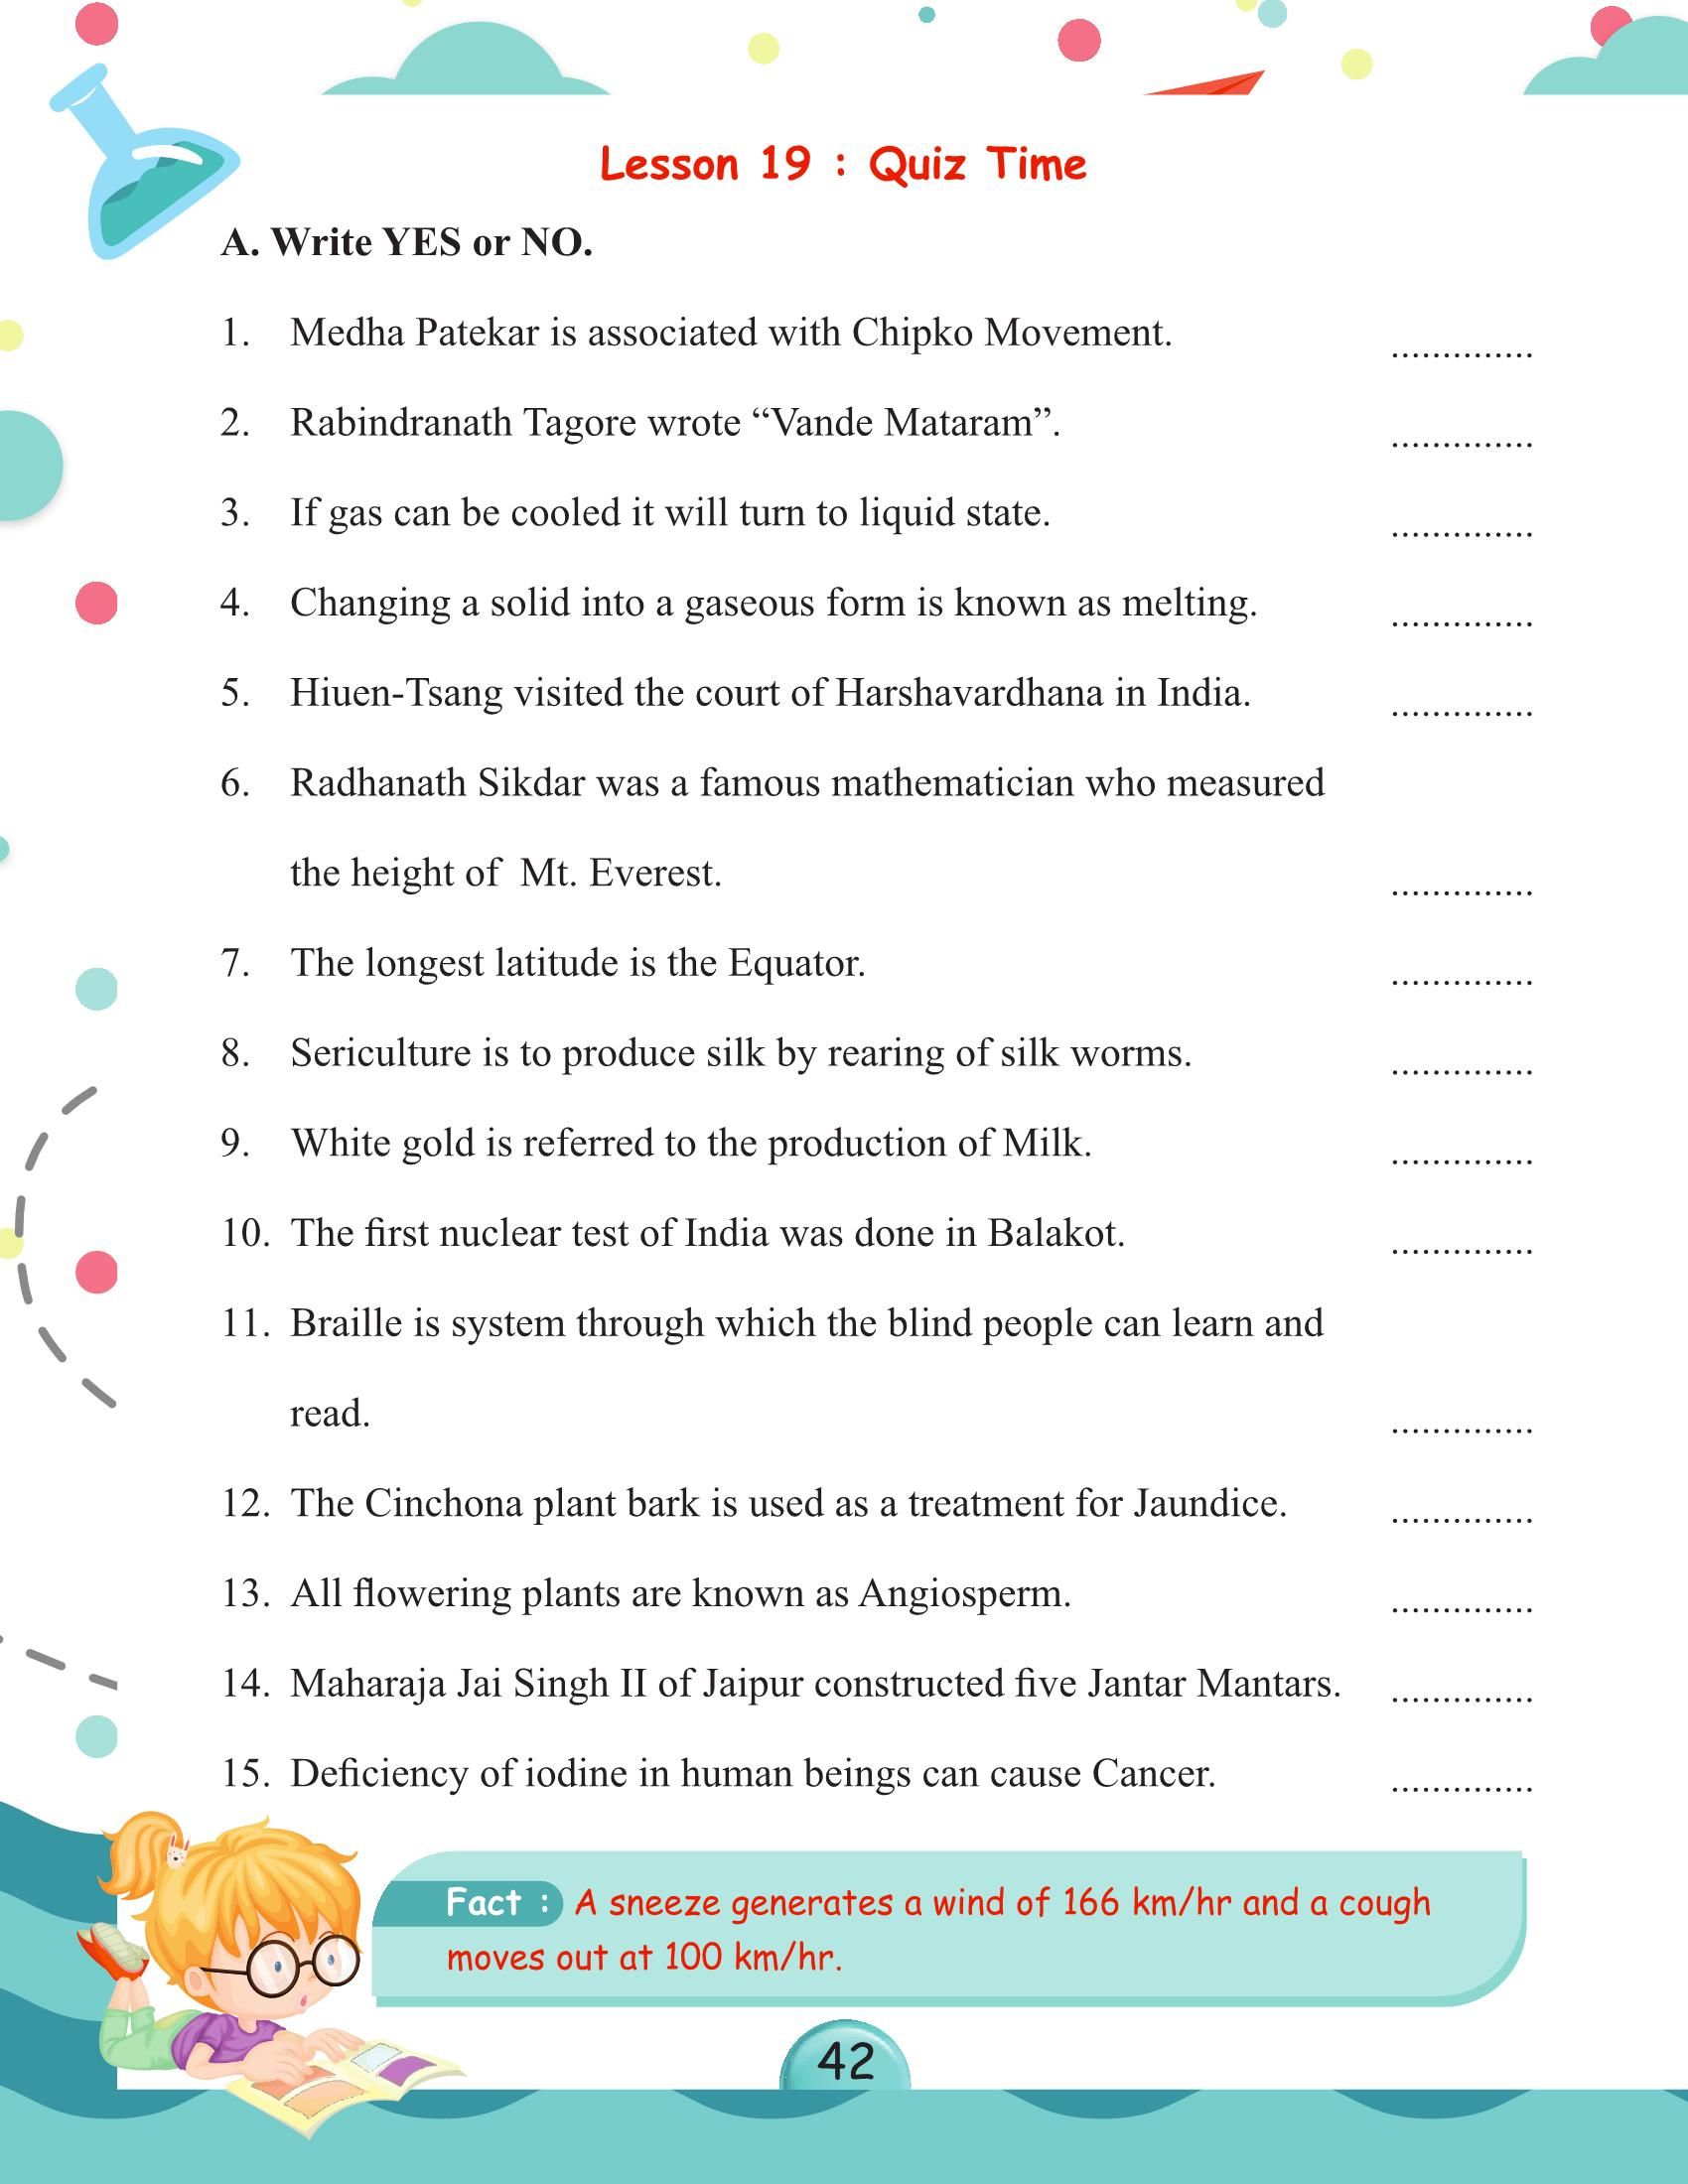 Lesson 19 : Quiz Time
A. Write YES or NO.
1. Medha Patekar is associated with Chipko Movement. ..............
2. Rabindranath Tagore wrote “Vande Mataram”. ..............
3. If gas can be cooled it will turn to liquid state. ..............
4. Changing a solid into a gaseous form is known as melting. ..............
5. Hiuen-Tsang visited the court of Harshavardhana in India. ..............
6. Radhanath Sikdar was a famous mathematician who measured
the height of Mt. Everest. ..............
7. The longest latitude is the Equator. ..............
8. Sericulture is to produce silk by rearing of silk worms. ..............
9. White gold is referred to the production of Milk. ..............
10. The first nuclear test of India was done in Balakot. ..............
11. Braille is system through which the blind people can learn and
read. ..............
12. The Cinchona plant bark is used as a treatment for Jaundice. ..............
13. All flowering plants are known as Angiosperm. ..............
14. Maharaja Jai Singh II of Jaipur constructed five Jantar Mantars. ..............
15. Deficiency of iodine in human beings can cause Cancer. ..............
Fact : A sneeze generates a wind of 166 km/hr and a cough
moves out at 100 km/hr.
42